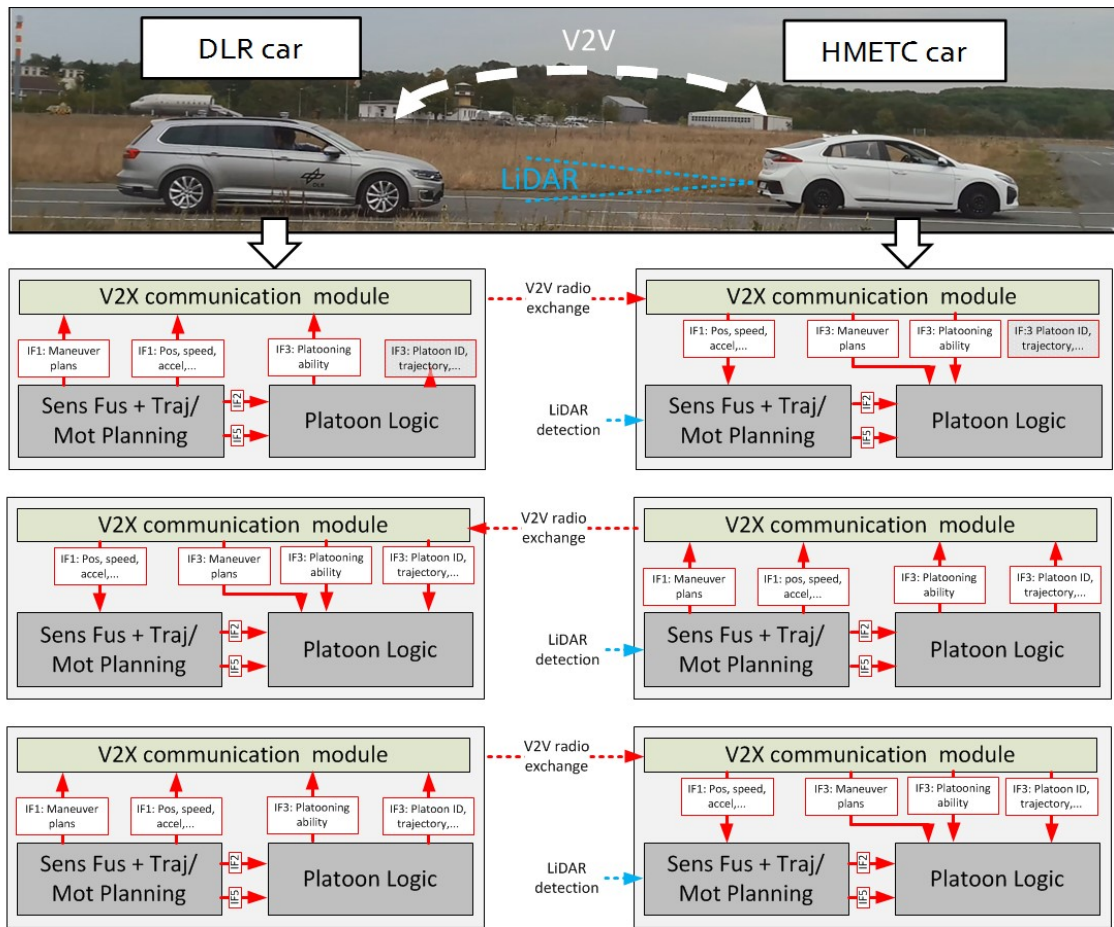 DLR car
V2V
HMETC car
LiDAR
DLR
V2X communication module
V2V radio
exchange
V2X communication module
IF1: Maneuver
plans
IF1: Pos, speed,
accel,...
IF3: Platooning
ability
IF3: Platoon ID,
trajectory,...
IF1: Pos, speed,
accel,...
IF3: Maneuver
plans
IF3: Platooning
ability
IF:3 Platoon ID,
trajectory,...
Sens Fus + Traj/
Mot Planning
IF2
IF5
Platoon Logic
LiDAR
detection
Sens Fus + Traj/
Mot Planning
IF2
IF5
Platoon Logic
V2X communication module
V2V radio
exchange
V2X communication module
IF1: Pos, speed,
accel,...
IF3: Maneuver
plans
IF3: Platooning
ability
IF3: Platoon ID,
trajectory,...
IF1: Maneuver
plans
IF1: pos, speed,
accel,...
IF3: Platooning
ability
IF3: Platoon ID,
trajectory,...
Sens Fus + Traj/
Mot Planning
IF2
IF5
Platoon Logic
LiDAR
detection
Sens Fus + Traj/
Mot Planning
IF2
IF5
Platoon Logic
V2X communication module
V2V radio
exchange
V2X communication module
IF1: Maneuver
plans
IF1: Pos, speed,
accel,...
IF3: Platooning
ability
IF3: Platoon ID,
trajectory,...
IF1: Pos, speed,
accel,...
IF3: Maneuver
plans
IF3: Platooning
ability
IF3: Platoon ID,
trajectory,...
Sens Fus + Traj/
Mot Planning
IF2
IF5
Platoon Logic
LiDAR
detection
Sens Fus + Traj/
Mot Planning
IF2
IF5
Platoon Logic